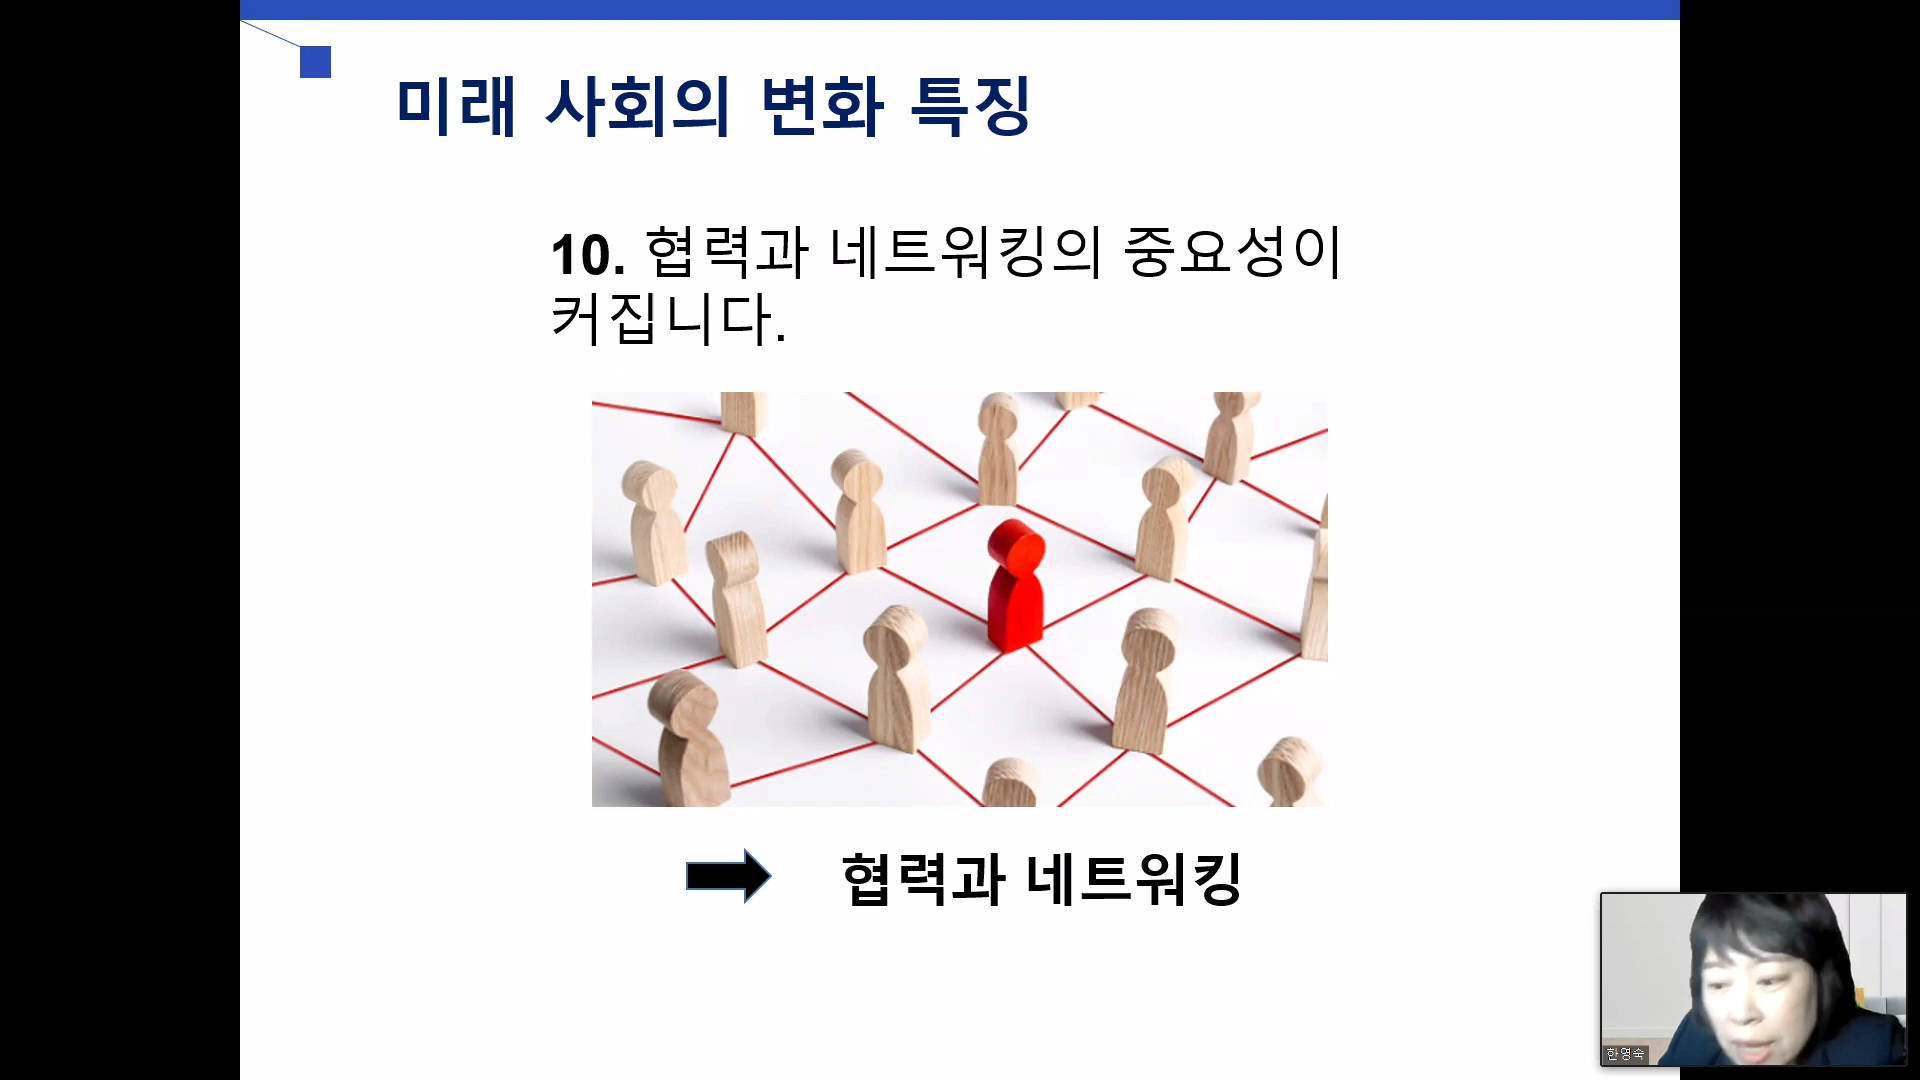 미래 사회의 변화 특징
10. 협력과 네트워킹의 중요성이
커집니다.
협력과 네트워킹
한영숙